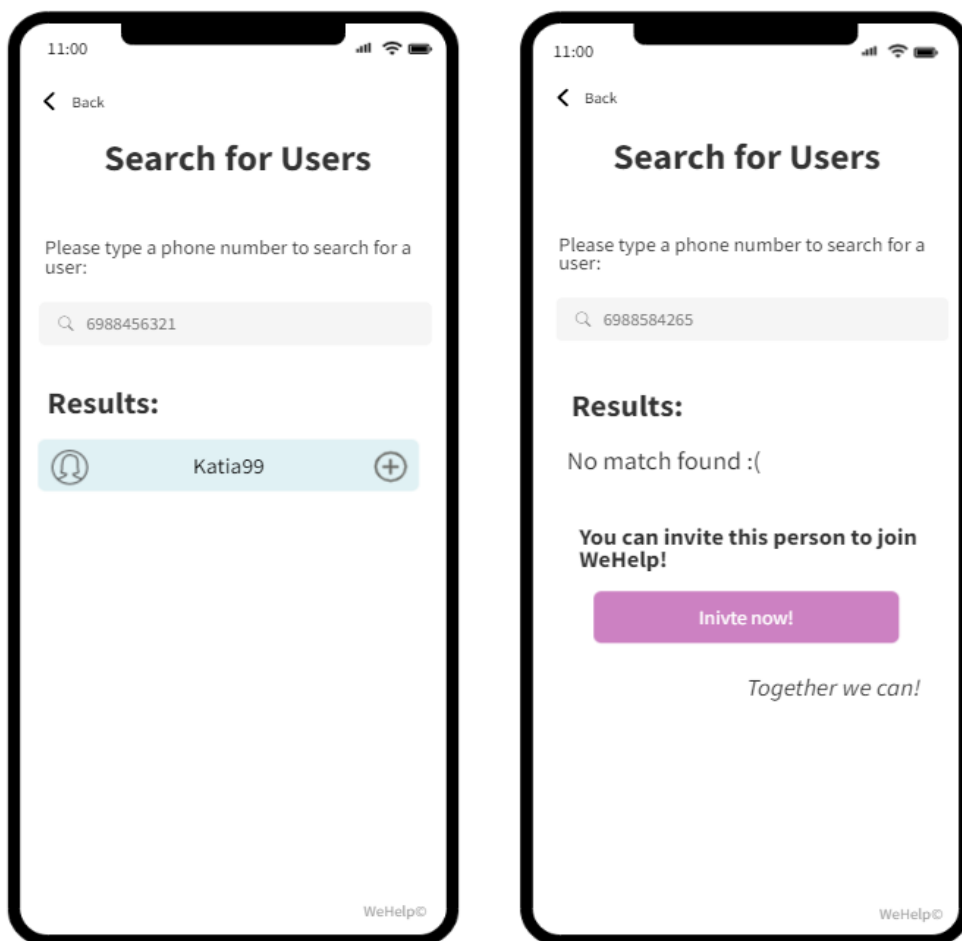 11:00
Back
Search for Users
Please type a phone number to search for a
user:
6988456321
Results:
Katia99
WeHelp©
11:00
Back
Search for Users
Please type a phone number to search for a
user:
6988584265
Results:
No match found :(
You can invite this person to join
WeHelp!
Inivte now!
Together we can!
WeHelp©